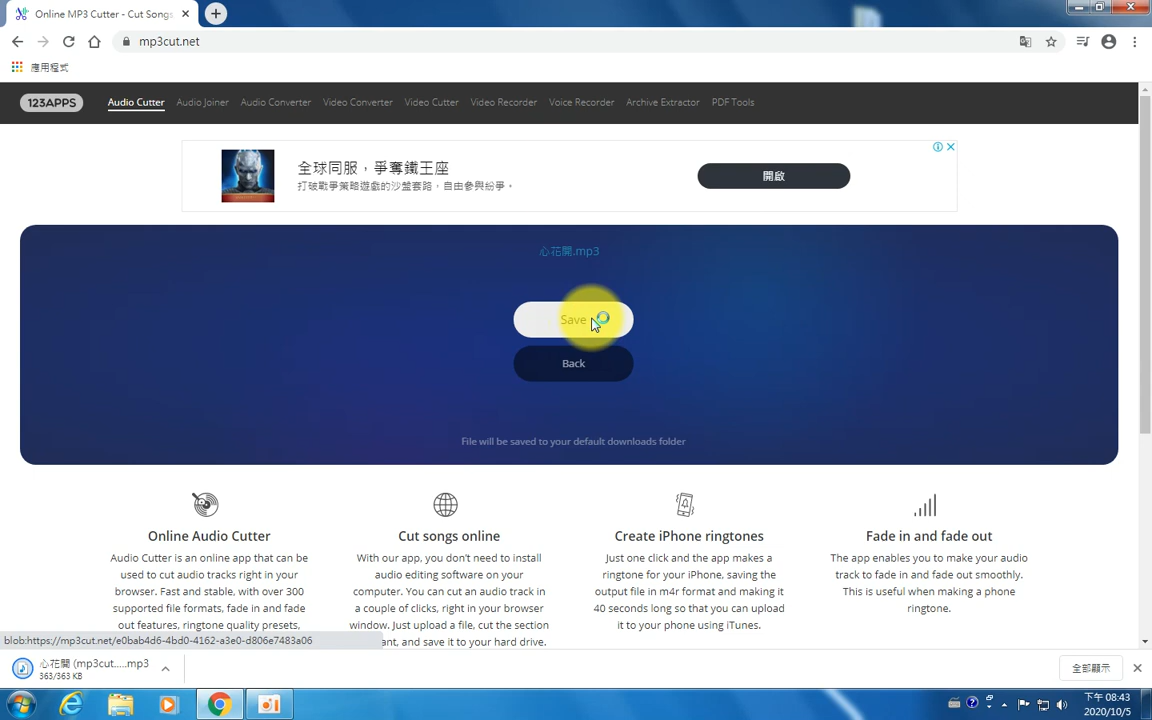 Online MP3 Cutter - Cut Songs
mp3cut.net
應用程式
123APPS
Audio Cutter
Audio Joiner
Audio Converter
Video Converter
Video Cutter
Video Recorder
Voice Recorder
Archive Extractor
PDF Tools
全球同服，爭奪鐵王座
打破戰爭策略遊戲的沙盤套路，自由參與紛爭。
開啟
心花開.mp3
Save
Back
File will be saved to your default downloads folder
Online Audio Cutter
Audio Cutter is an online app that can be
used to cut audio tracks right in your
browser. Fast and stable, with over 300
supported file formats, fade in and fade
out features, ringtone quality presets,
Cut songs online
With our app, you don't need to install
audio editing software on your
computer. You can cut an audio track in
a couple of clicks, right in your browser
window. Just upload a file, cut the section
ant, and save it to your hard drive.
Create iPhone ringtones
Just one click and the app makes a
ringtone for your iPhone, saving the
output file in m4r format and making it
40 seconds long so that you can upload
it to your phone using iTunes.
Fade in and fade out
The app enables you to make your audio
track to fade in and fade out smoothly.
This is useful when making a phone
ringtone.
blob:https://mp3cut.net/e0bab4d6-4bd0-4162-a3e0-d806e7483a06
心花開 (mp3cut.....mp3
363/363 KB
全部顯示
下午 08:43
2020/10/5